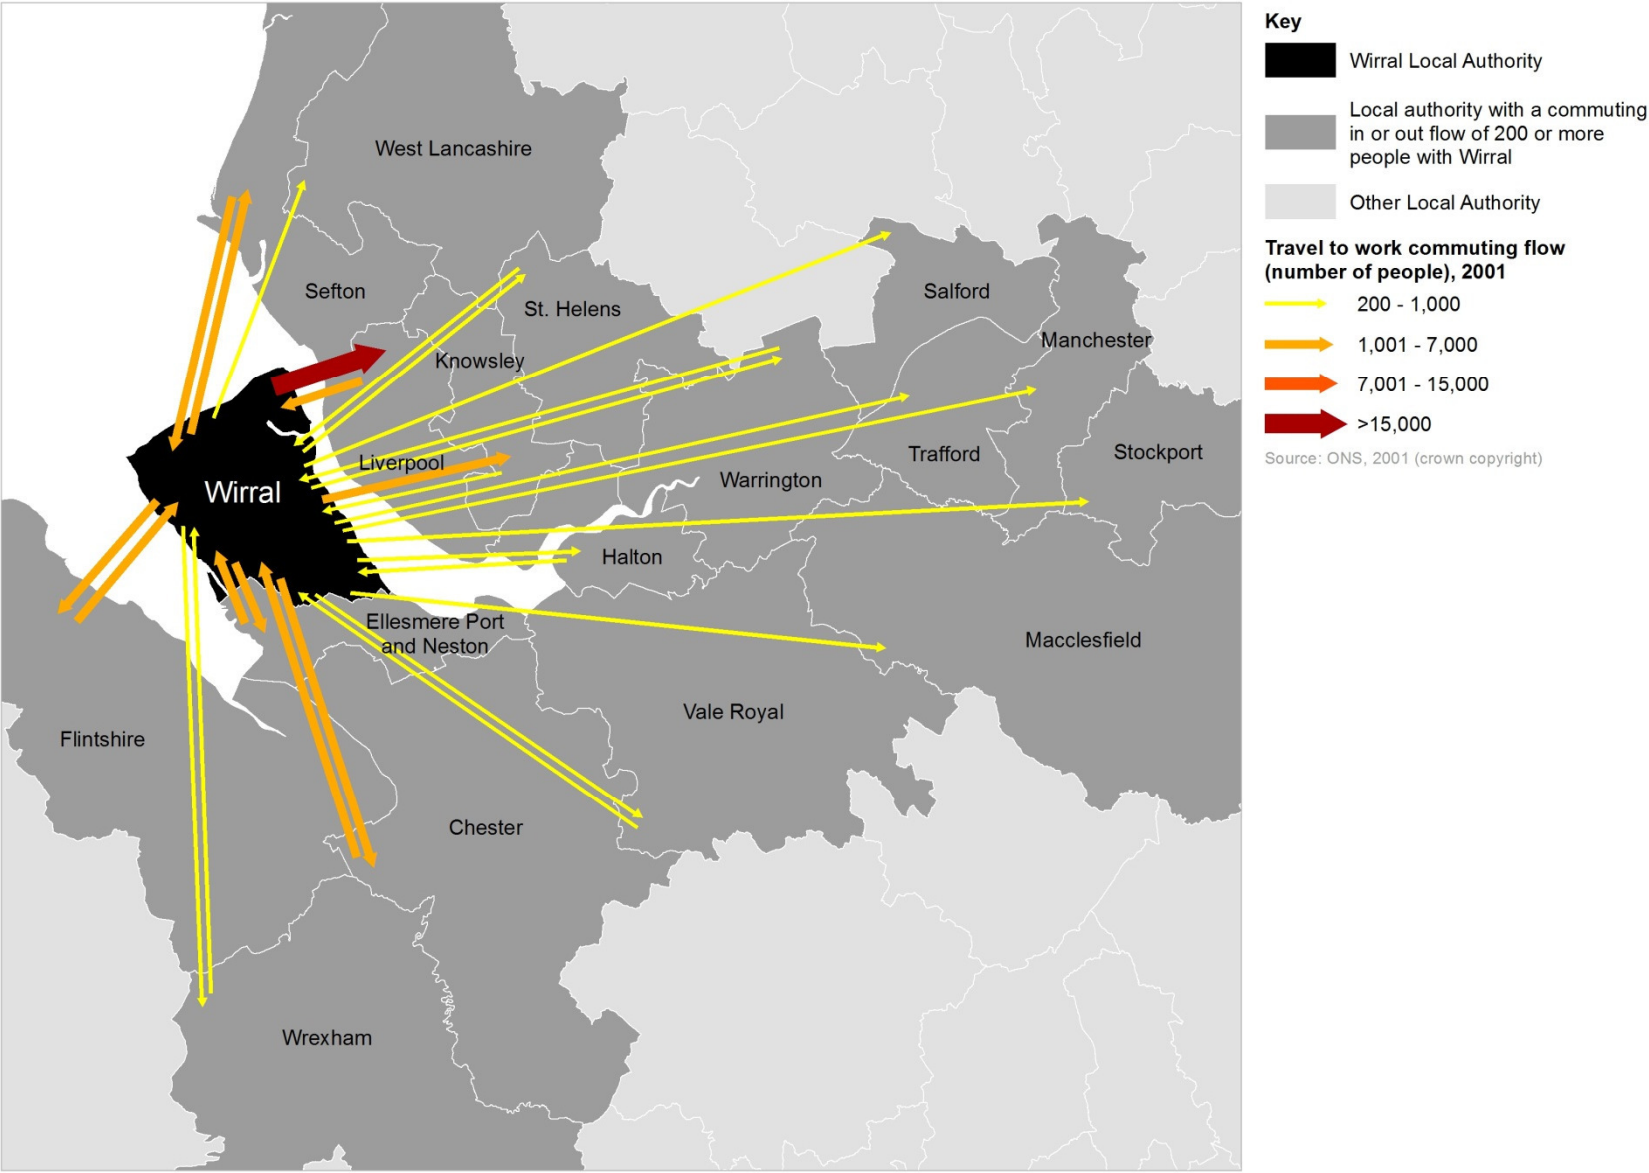 West Lancashire
Sefton
St. Helens
Salford
Manchester
Knowsley
Liverpool
Trafford
Stockport
Warrington
Wirral
Halton
Ellesmere Port
and Neston
Macclesfield
Vale Royal
Flintshire
Chester
Wrexham
Key
Wirral Local Authority
Local authority with a commuting
in or out flow of 200 or more
people with Wirral
Other Local Authority
Travel to work commuting flow
(number of people), 2001
200 - 1,000
1,001 - 7,000
7,001 - 15,000
>15,000
Source: ONS, 2001 (crown copyright)